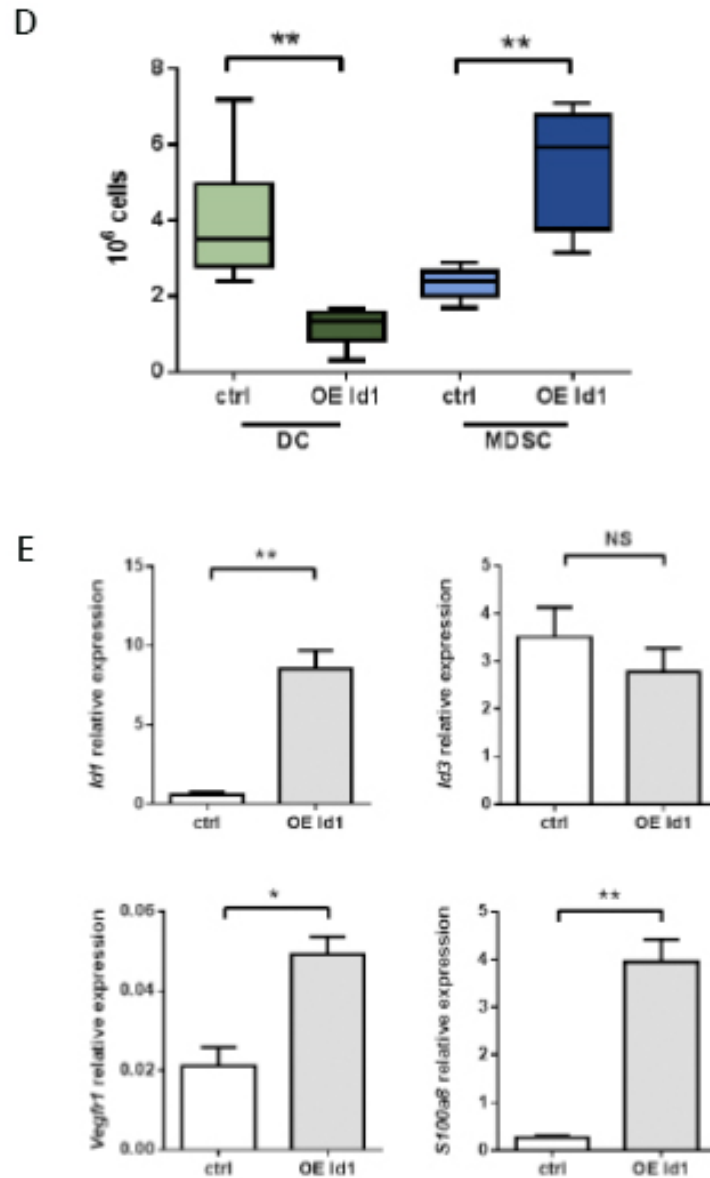 D
** **
8
6
4
2
0
10⁶ cells
ctrl OE Id1 ctrl OE Id1
DC MDSC
E
**
15
10
5
0
Id1 relative expression
ctrl OE Id1
NS
5
4
3
2
1
0
Id3 relative expression
ctrl OE Id1
*
0.06
0.04
0.02
0.00
Vegfr1 relative expression
ctrl OE Id1
**
5
4
3
2
1
0
S100a8 relative expression
ctrl OE Id1